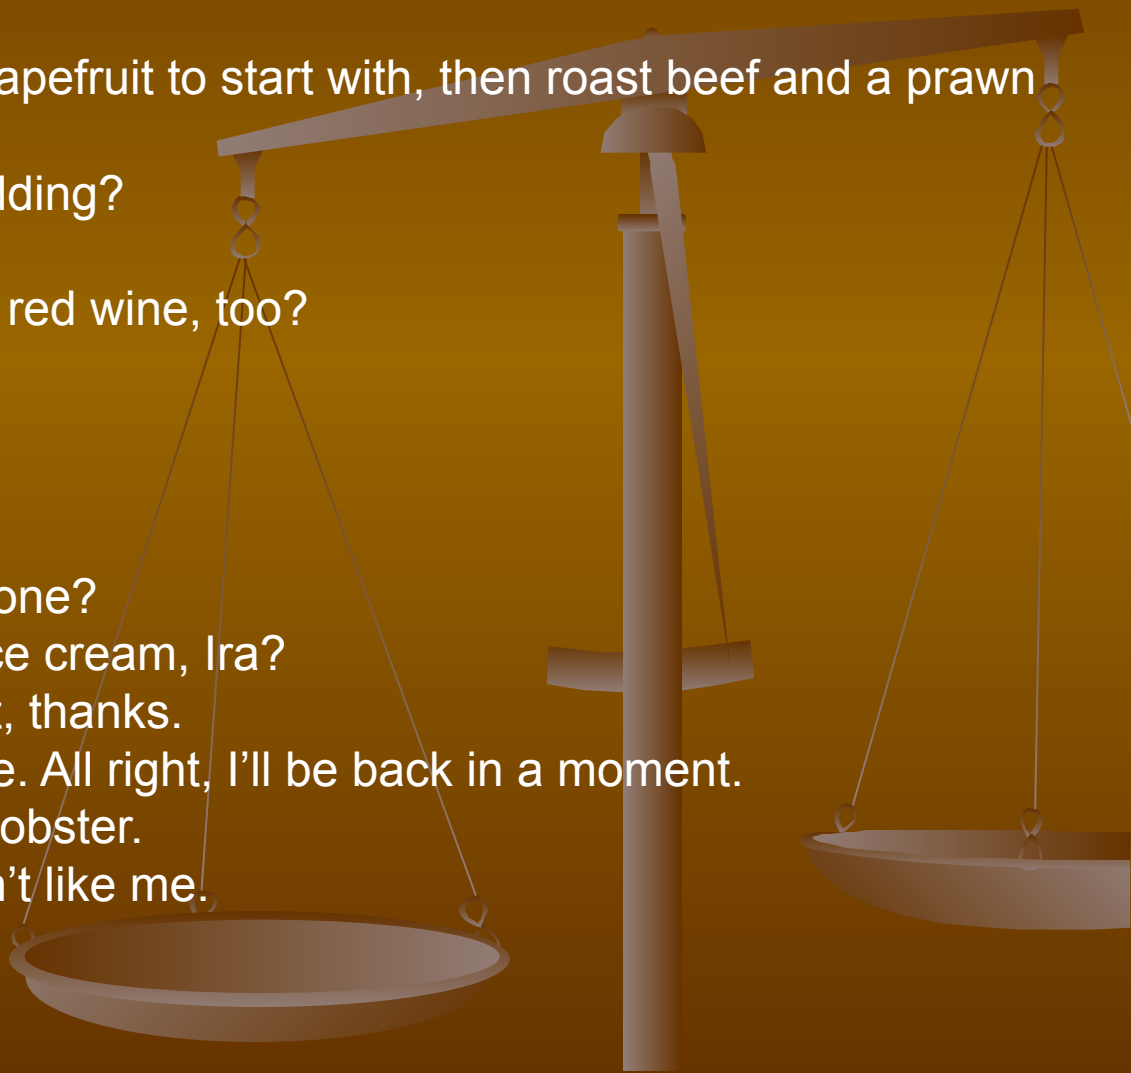 apefruit to start with, then roast beef and a prawn
dding?
red wine, too?
one?
ce cream, Ira?
t, thanks.
e. All right, I’ll be back in a moment.
obster.
n’t like me.